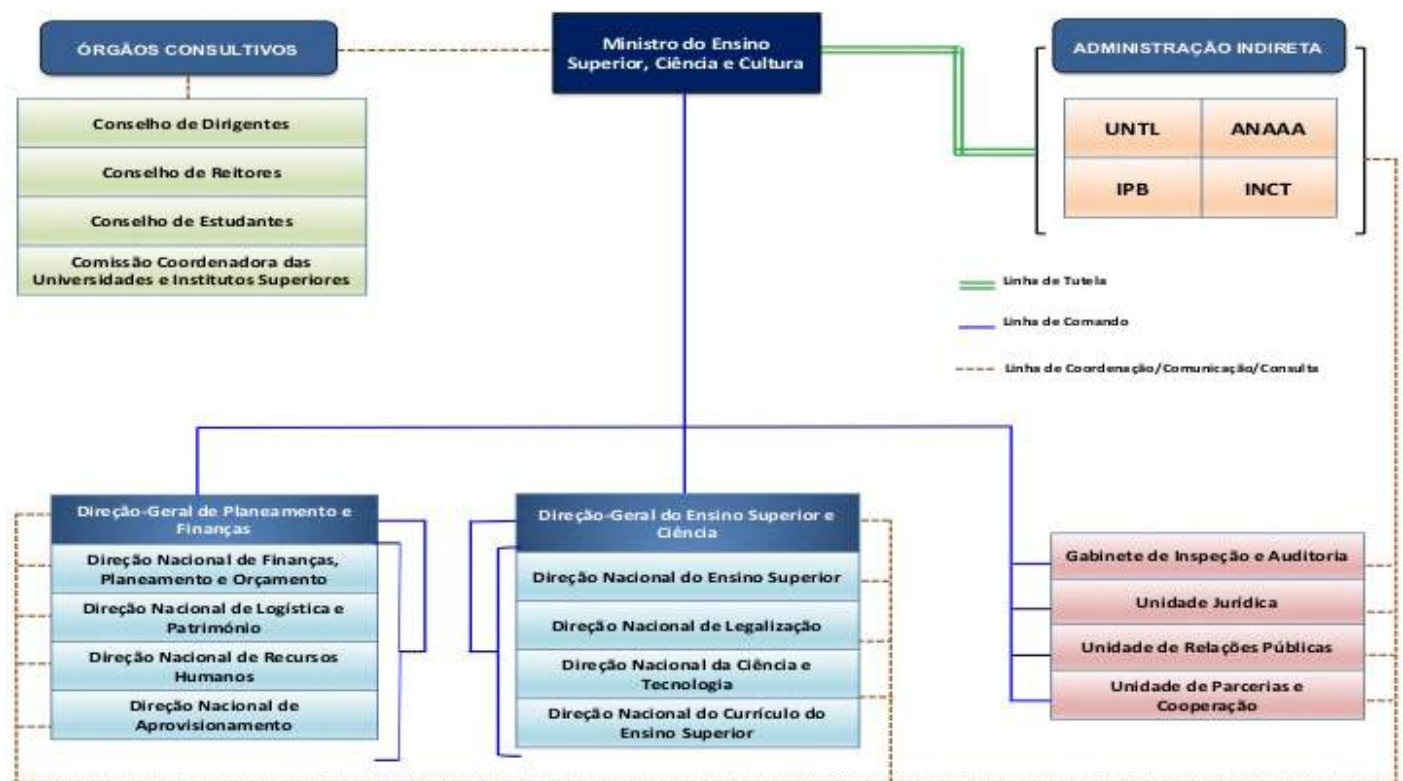 ÓRGÃOS CONSULTIVOS
Conselho de Dirigentes
Conselho de Reitores
Conselho de Estudantes
Comissão Coordenadora das
Universidades e Institutos Superiores
Ministro do Ensino
Superior, Ciência e Cultura
ADMINISTRAÇÃO INDIRETA
UNTL
ANAAA
IPB
INCT
Linha de Tutela
Linha de Comando
Linha de Coordenação/Comunicação/Consulta
Direção-Geral de Planeamento e
Finanças
Direção Nacional de Finanças,
Planeamento e Orçamento
Direção Nacional de Logística e
Património
Direção Nacional de Recursos
Humanos
Direção Nacional de
Aprovisionamento
Direção-Geral do Ensino Superior e
Ciência
Direção Nacional do Ensino Superior
Direção Nacional de Legalização
Direção Nacional da Ciência e
Tecnologia
Direção Nacional do Currículo do
Ensino Superior
Gabinete de Inspeção e Auditoria
Unidade Jurídica
Unidade de Relações Públicas
Unidade de Parcerias e
Cooperação